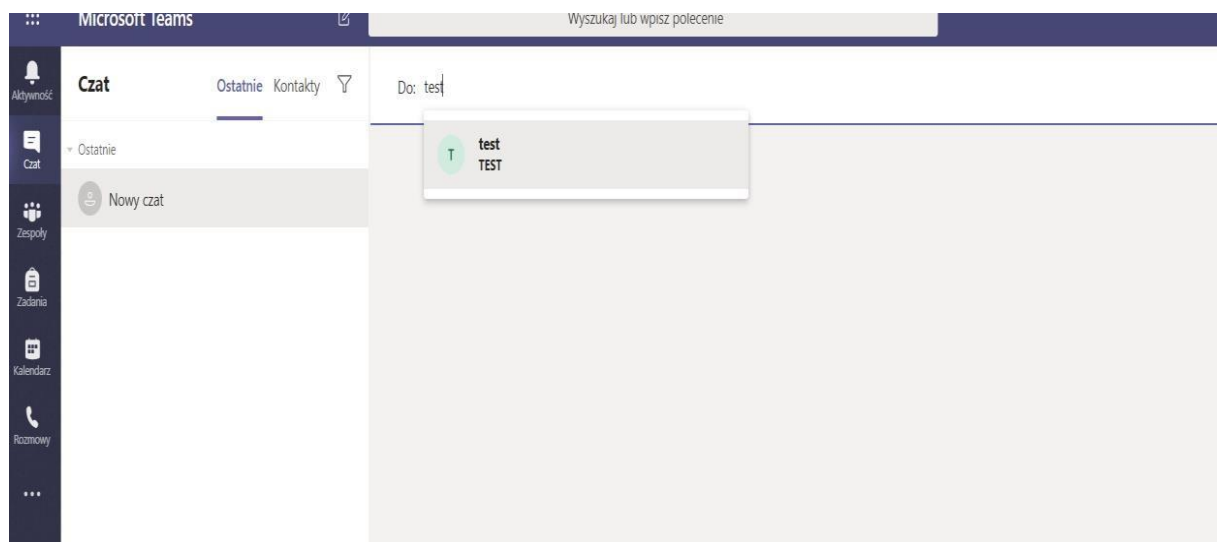 Microsoft Teams
Wyszukaj lub wpisz polecenie
Aktywność
Czat
Zespoły
Zadania
Kalendarz
Rozmowy
Czat
Ostatnie Kontakty
Ostatnie
Nowy czat
Do: test
T
test
TEST